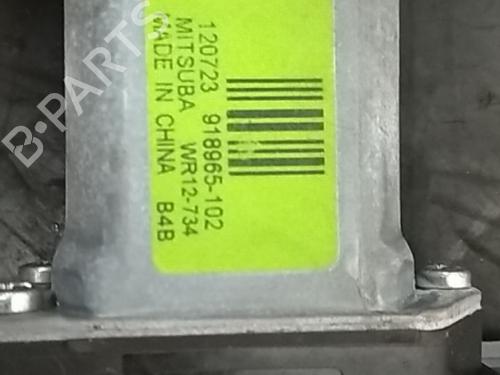 120723 918965-102
MITSUBA WR12-734
MADE IN CHINA B4B
B-PARTS